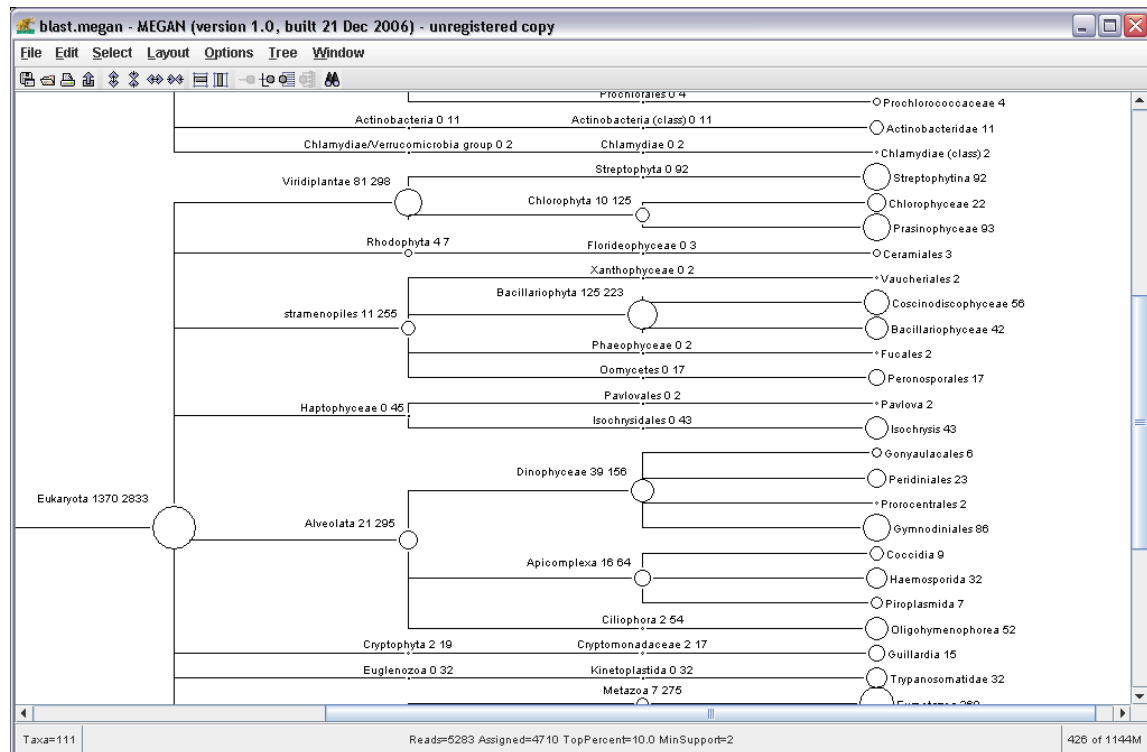 blast.megan - MEGAN (version 1.0, built 21 Dec 2006) - unregistered copy
File Edit Select Layout Options Tree Window
Prochlorales 0 4
Prochlorococcaceae 4
Actinobacteria 0 11
Actinobacteria (class) 0 11
Actinobacteridae 11
Chlamydiae/Verrucomicrobia group 0 2
Chlamydiae 0 2
Chlamydiae (class) 2
Viridiplantae 81 298
Streptophyta 0 92
Streptophytina 92
Chlorophyta 10 125
Chlorophyceae 22
Prasinophyceae 93
Rhodophyta 4 7
Florideophyceae 0 3
Ceramiales 3
stramenopiles 11 255
Xanthophyceae 0 2
Vaucheriales 2
Bacillariophyta 125 223
Coscinodiscophyceae 56
Bacillariophyceae 42
Phaeophyceae 0 2
Fucales 2
Oomycetes 0 17
Peronosporales 17
Haptophyceae 0 45
Pavlovales 0 2
Pavlova 2
Isochrysidales 0 43
Isochrysis 43
Eukaryota 1370 2833
Alveolata 21 295
Dinophyceae 39 156
Gonyaulacales 6
Peridiniales 23
Prorocentrales 2
Gymnodiniales 86
Apicomplexa 16 64
Coccidia 9
Haemosporida 32
Piroplasmida 7
Ciliophora 2 54
Oligohymenophorea 52
Cryptophyta 2 19
Cryptomonadaceae 2 17
Guillardia 15
Euglenozoa 0 32
Kinetoplastida 0 32
Trypanosomatidae 32
Metazoa 7 275
Taxa=111
Reads=5283 Assigned=4710 TopPercent=10.0 MinSupport=2
426 of 1144M